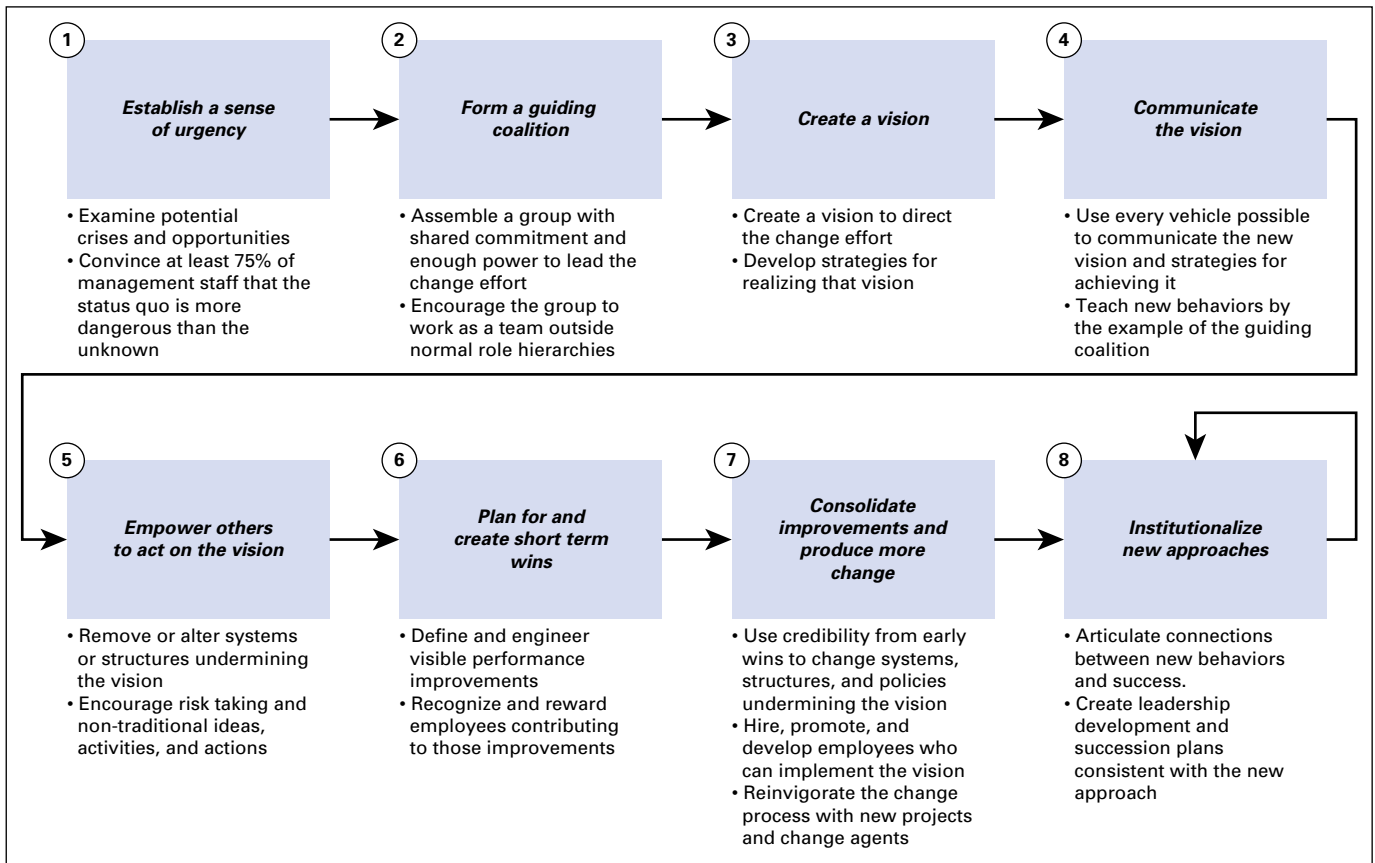 1
Establish a sense
of urgency
• Examine potential
crises and opportunities
• Convince at least 75% of
management staff that the
status quo is more
dangerous than the
unknown
2
Form a guiding
coalition
• Assemble a group with
shared commitment and
enough power to lead the
change effort
• Encourage the group to
work as a team outside
normal role hierarchies
3
Create a vision
• Create a vision to direct
the change effort
• Develop strategies for
realizing that vision
4
Communicate
the vision
• Use every vehicle possible
to communicate the new
vision and strategies for
achieving it
• Teach new behaviors by
the example of the guiding
coalition
5
Empower others
to act on the vision
• Remove or alter systems
or structures undermining
the vision
• Encourage risk taking and
non-traditional ideas,
activities, and actions
6
Plan for and
create short term
wins
• Define and engineer
visible performance
improvements
• Recognize and reward
employees contributing
to those improvements
7
Consolidate
improvements and
produce more
change
• Use credibility from early
wins to change systems,
structures, and policies
undermining the vision
• Hire, promote, and
develop employees who
can implement the vision
• Reinvigorate the change
process with new projects
and change agents
8
Institutionalize
new approaches
• Articulate connections
between new behaviors
and success.
• Create leadership
development and
succession plans
consistent with the new
approach